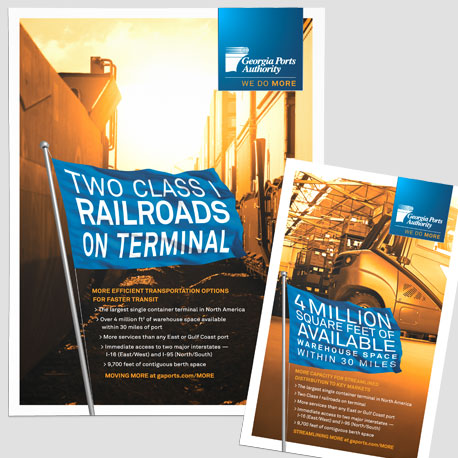 Georgia Ports
Authority
WE DO MORE
TWO CLASS I
RAILROADS
ON TERMINAL
MORE EFFICIENT TRANSPORTATION OPTIONS
FOR FASTER TRANSIT
> The largest single container terminal in North America
> Over 4 million ft² of warehouse space available
within 30 miles of port
> More services than any East or Gulf Coast port
> Immediate access to two major interstates —
I-16 (East/West) and I-95 (North/South)
> 9,700 feet of contiguous berth space
MOVING MORE at gaports.com/MORE
Georgia Ports
Authority
WE DO MORE
4 MILLION
SQUARE FEET OF
AVAILABLE
WAREHOUSE SPACE
WITHIN 30 MILES
MORE CAPACITY FOR STREAMLINED
DISTRIBUTION TO KEY MARKETS
> The largest single container terminal in North America
> Two Class I railroads on terminal
> More services than any East or Gulf Coast port
> Immediate access to two major interstates —
I-16 (East/West) and I-95 (North/South)
> 9,700 feet of contiguous berth space
STREAMLINING MORE at gaports.com/MORE